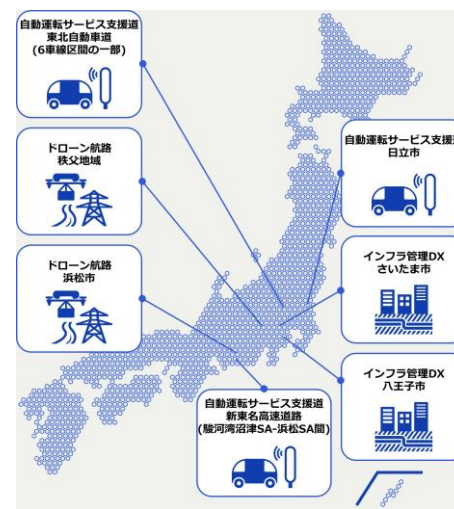 自動運転サービス支援道
東北自動車道
(6車線区間の一部)
ドローン航路
秩父地域
ドローン航路
浜松市
自動運転サービス支援道
新東名高速道路
(駿河湾沼津SA-浜松SA間)
自動運転サービス支援
日立市
インフラ管理DX
さいたま市
インフラ管理DX
八王子市